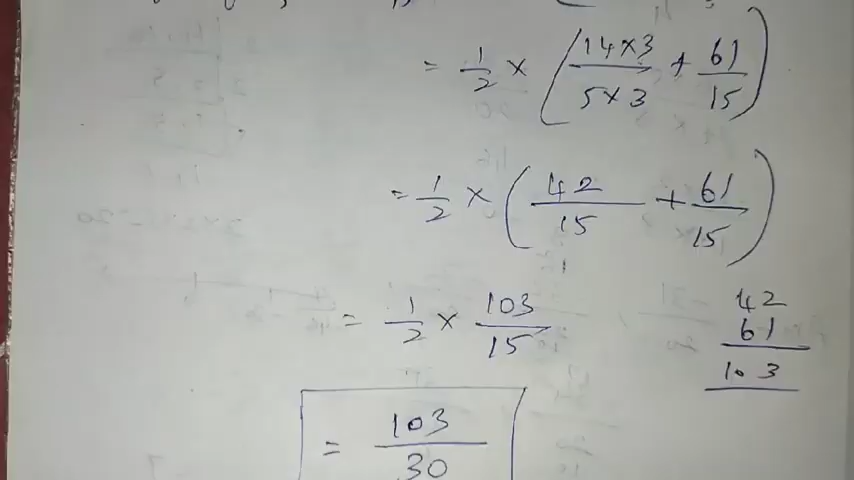 = 1/2 × (14×3/5×3 + 61/15)
= 1/2 × (42/15 + 61/15)
= 1/2 × 103/15
42
61
103
= 103/30